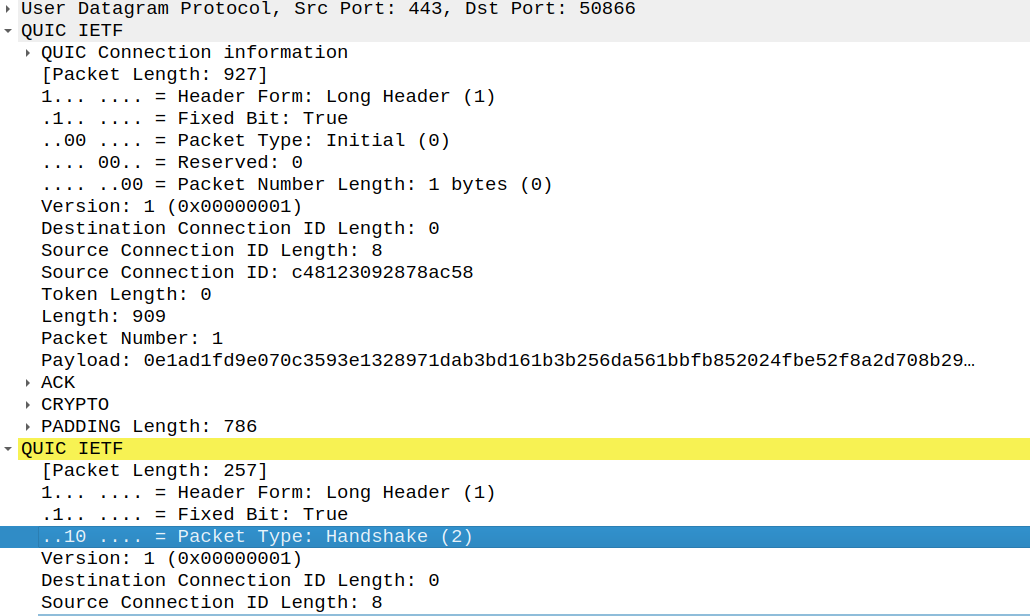 User Datagram Protocol, Src Port: 443, Dst Port: 50866
QUIC IETF
QUIC Connection information
[Packet Length: 927]
1... .... = Header Form: Long Header (1)
.1.. .... = Fixed Bit: True
..00 .... = Packet Type: Initial (0)
.... 00.. = Reserved: 0
.... ..00 = Packet Number Length: 1 bytes (0)
Version: 1 (0x00000001)
Destination Connection ID Length: 0
Source Connection ID Length: 8
Source Connection ID: c48123092878ac58
Token Length: 0
Length: 909
Packet Number: 1
Payload: 0e1ad1fd9e070c3593e1328971dab3bd161b3b256da561bbfb852024fbe52f8a2d708b29…
ACK
CRYPTO
PADDING Length: 786
QUIC IETF
[Packet Length: 257]
1... .... = Header Form: Long Header (1)
.1.. .... = Fixed Bit: True
..10 .... = Packet Type: Handshake (2)
Version: 1 (0x00000001)
Destination Connection ID Length: 0
Source Connection ID Length: 8